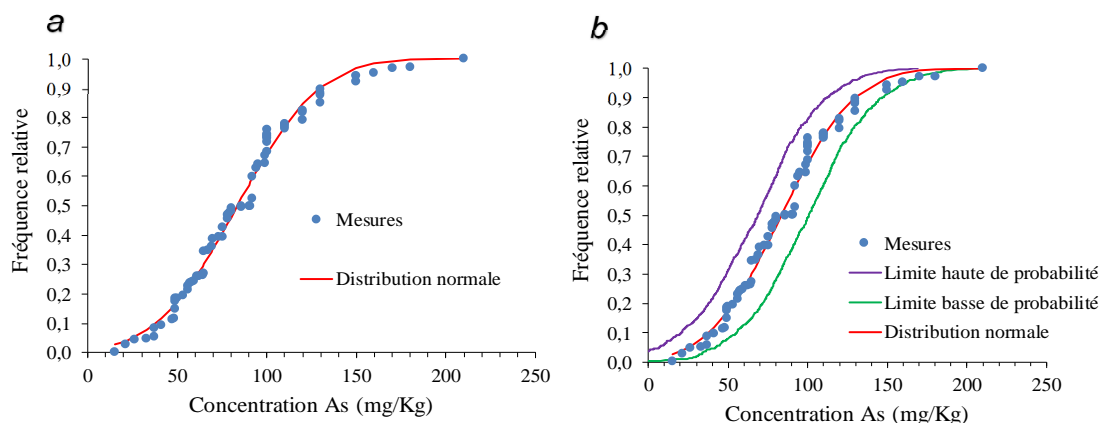 a
Fréquence relative
1,0
0,9
0,8
0,7
0,6
0,5
0,4
0,3
0,2
0,1
0,0
0
50
100
150
200
250
Concentration As (mg/Kg)
Mesures
Distribution normale
b
Fréquence relative
1,0
0,9
0,8
0,7
0,6
0,5
0,4
0,3
0,2
0,1
0,0
0
50
100
150
200
250
Concentration As (mg/Kg)
Mesures
Limite haute de probabilité
Limite basse de probabilité
Distribution normale